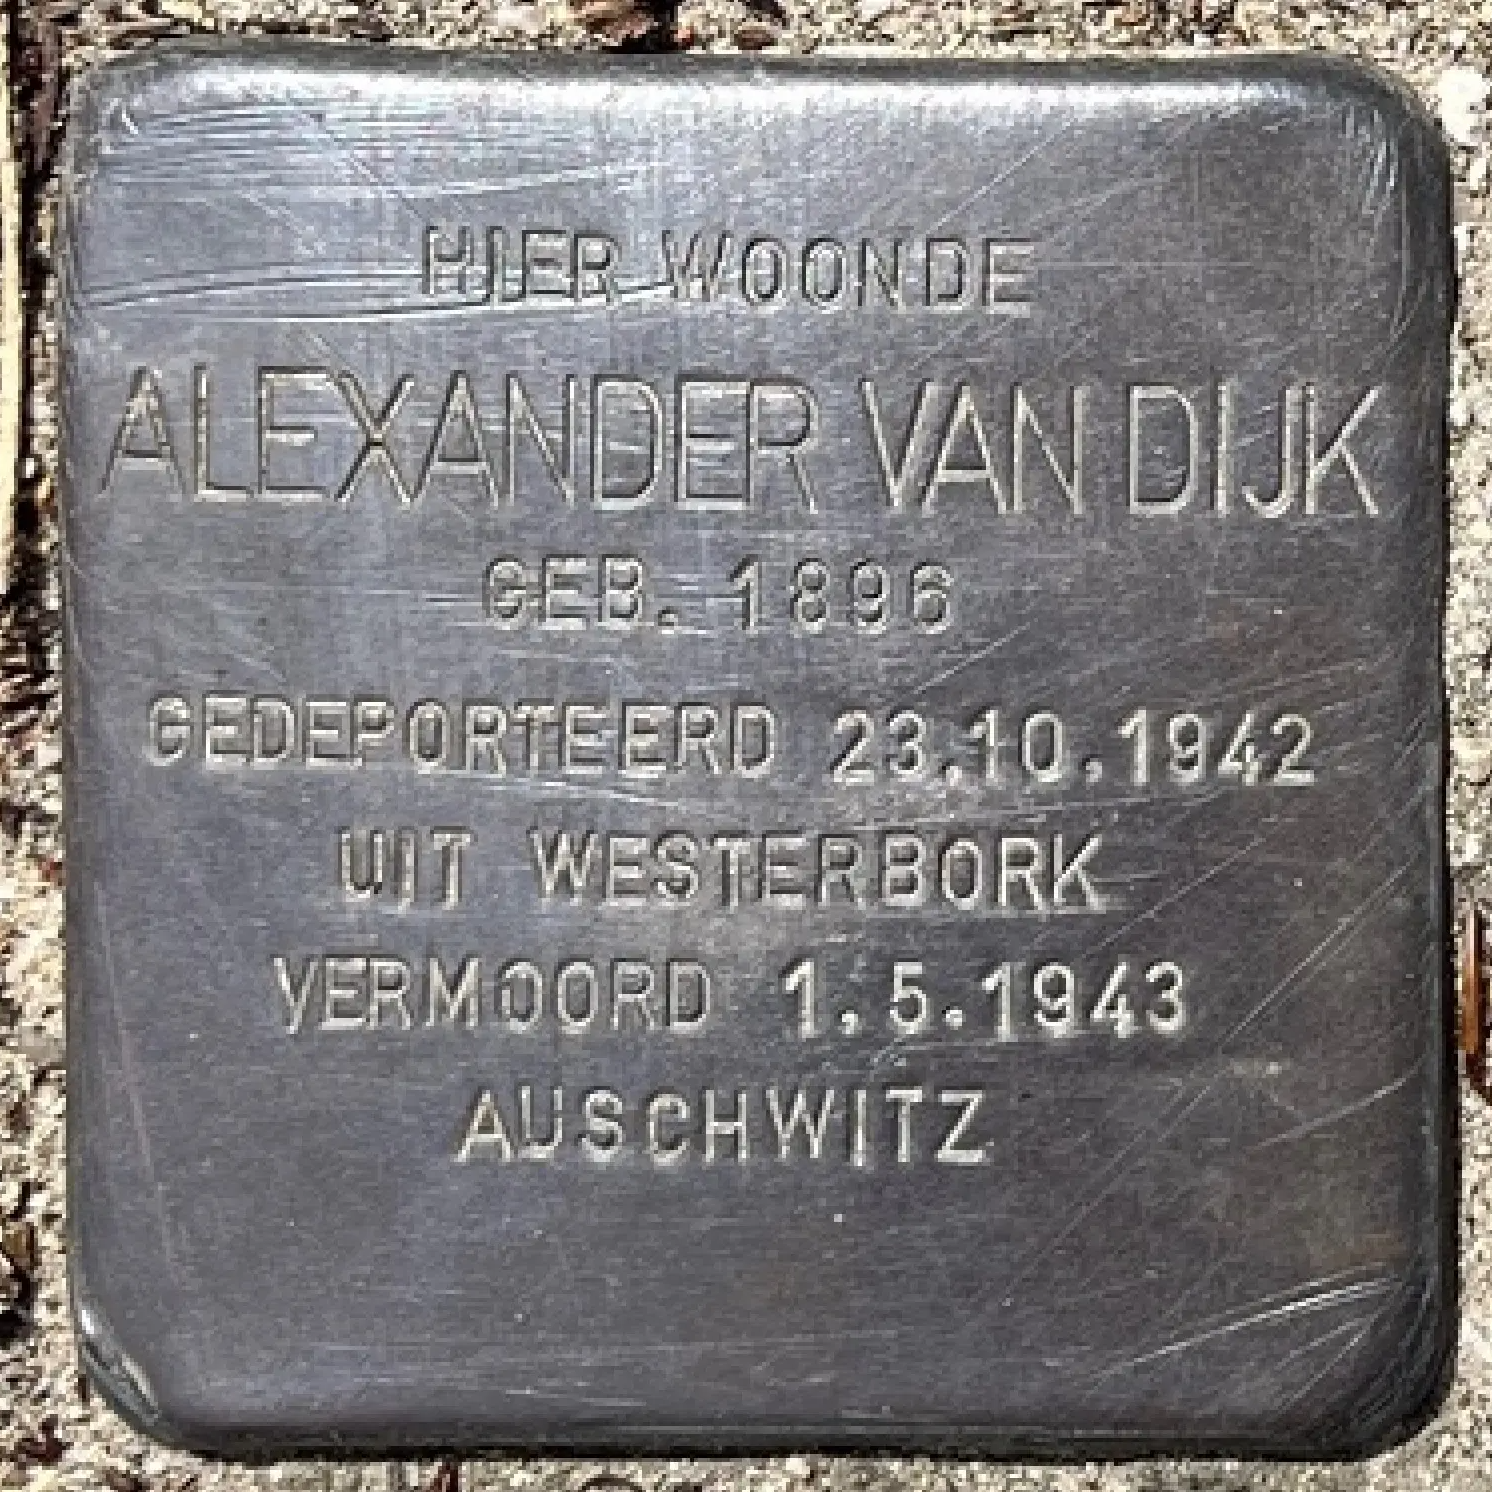 HIER WOONDE
ALEXANDER VAN DIJK
GEB. 1896
GEDEPORTEERD 23.10.1942
UIT WESTERBORK
VERMOORD 1.5.1943
AUSCHWITZ